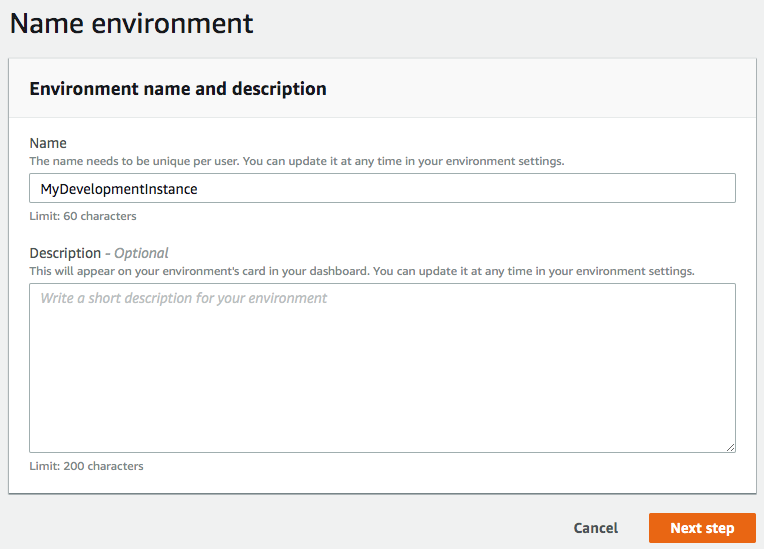 Name environment
Environment name and description
Name
The name needs to be unique per user. You can update it at any time in your environment settings.
MyDevelopmentInstance
Limit: 60 characters
Description - Optional
This will appear on your environment's card in your dashboard. You can update it at any time in your environment settings.
Write a short description for your environment
Limit: 200 characters
Cancel Next step